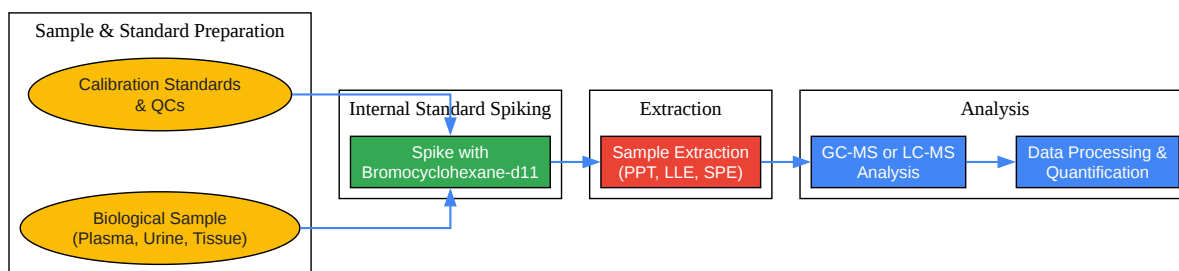 Sample & Standard Preparation
Calibration Standards
& QCs
Biological Sample
(Plasma, Urine, Tissue)
Internal Standard Spiking
Spike with
Bromocyclohexane-d11
Extraction
Sample Extraction
(PPT, LLE, SPE)
Analysis
GC-MS or LC-MS
Analysis
Data Processing &
Quantification